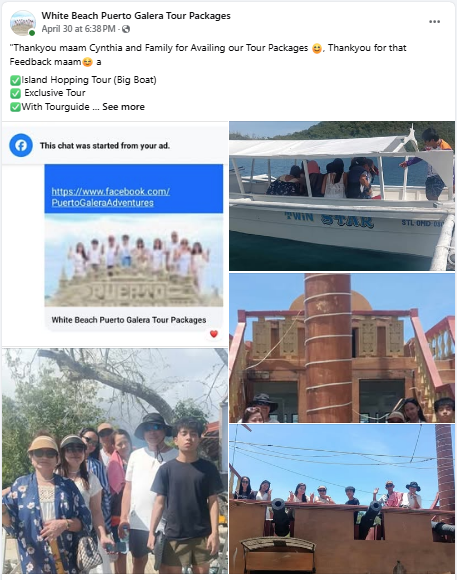 White Beach Puerto Galera Tour Packages
April 30 at 6:38 PM ·
"Thankyou maam Cynthia and Family for Availing our Tour Packages 😊, Thankyou for that
Feedback maam😊 a
✅Island Hopping Tour (Big Boat)
✅ Exclusive Tour
✅With Tourguide ... See more
This chat was started from your ad.
https://www.facebook.com/
PuertoGaleraAdventures
PUERTO
White Beach Puerto Galera Tour Packages
TWIN STAR